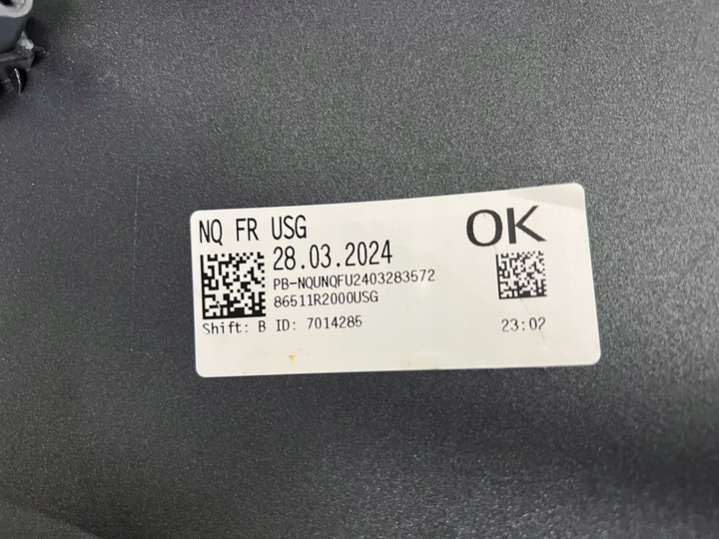 NQ FR USG
OK
28.03.2024
PB-NQUNQFU2403283572
86511R2000USG
Shift: B ID: 7014285
23:02